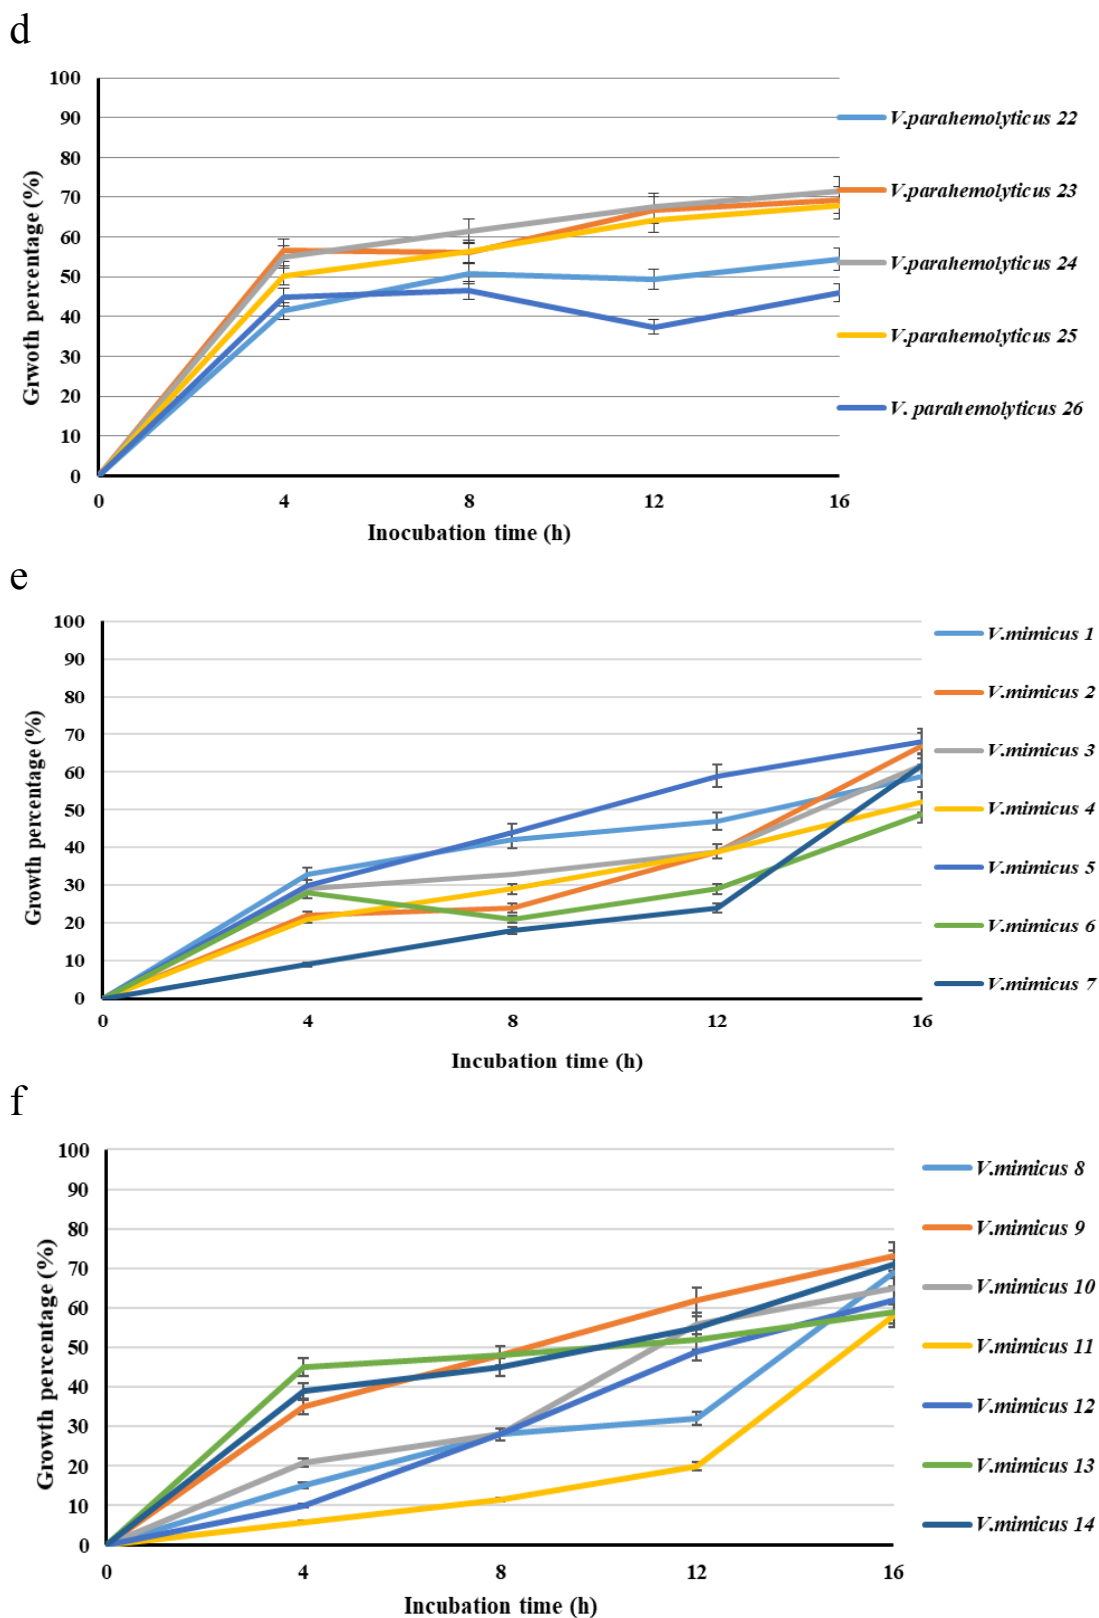 d
100
90
80
70
60
50
40
30
20
10
0
Grwoth percentage (%)
0 4 8 12 16
Inocubation time (h)
V.parahemolyticus 22
V.parahemolyticus 23
V.parahemolyticus 24
V.parahemolyticus 25
V. parahemolyticus 26
e
100
90
80
70
60
50
40
30
20
10
0
Growth percentage (%)
0 4 8 12 16
Incubation time (h)
V.mimicus 1
V.mimicus 2
V.mimicus 3
V.mimicus 4
V.mimicus 5
V.mimicus 6
V.mimicus 7
f
100
90
80
70
60
50
40
30
20
10
0
Growth percentage (%)
0 4 8 12 16
Incubation time (h)
V.mimicus 8
V.mimicus 9
V.mimicus 10
V.mimicus 11
V.mimicus 12
V.mimicus 13
V.mimicus 14